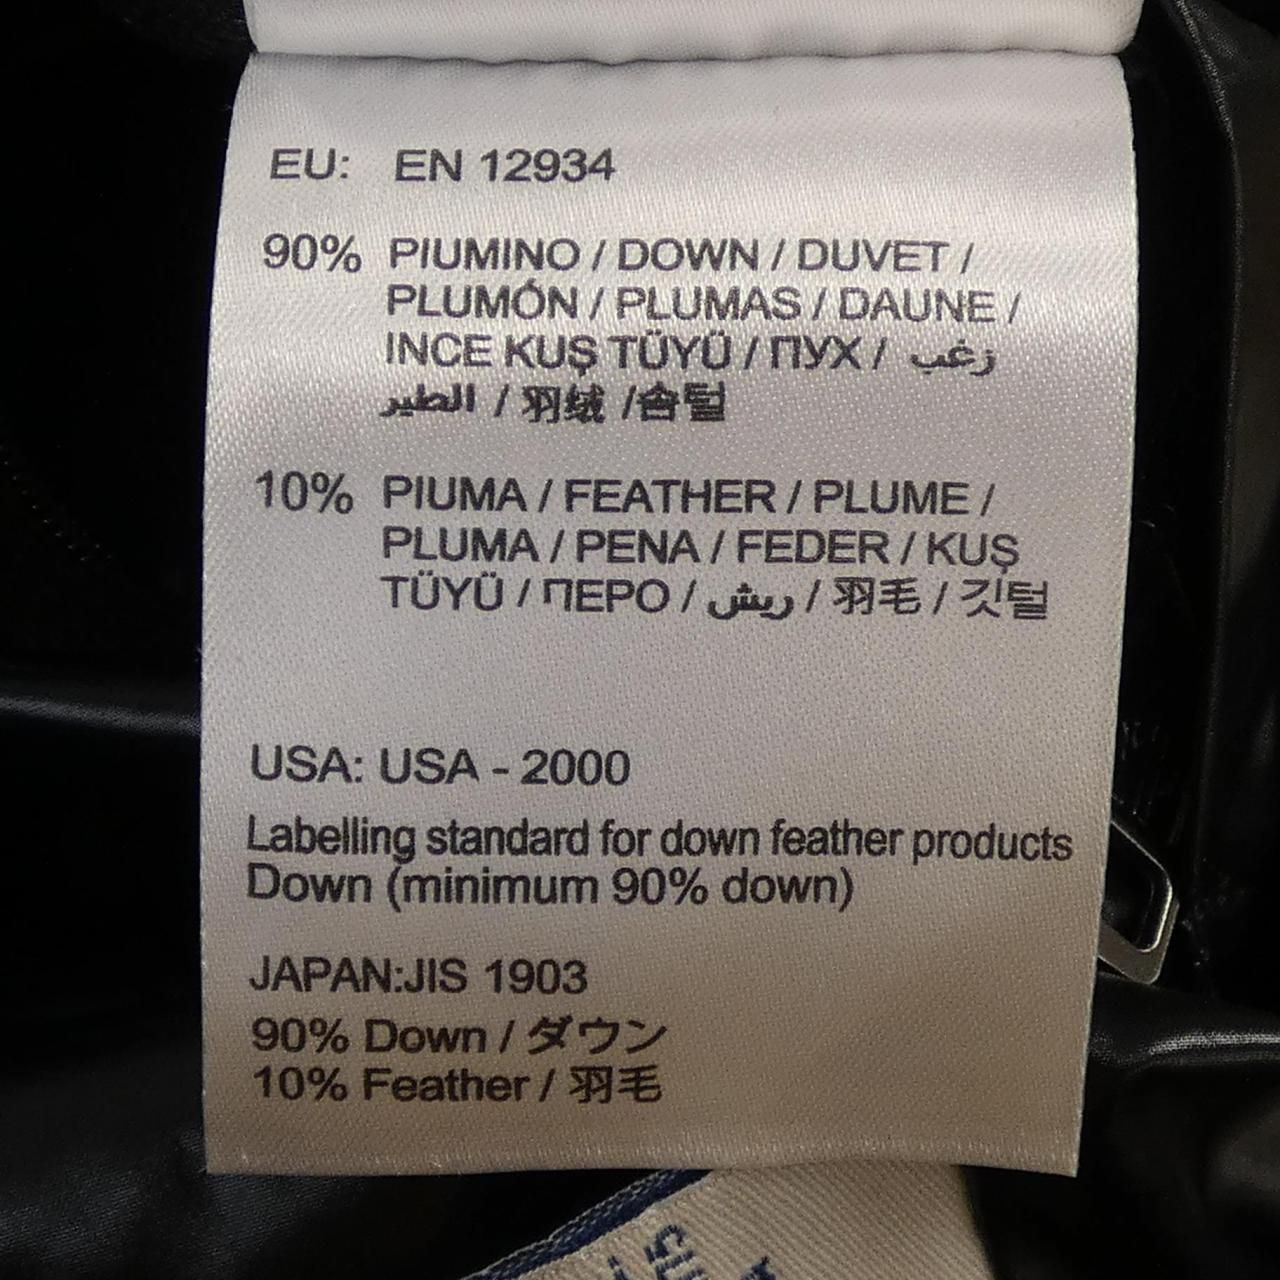 EU: EN 12934
90% PIUMINO / DOWN / DUVET /
PLUMÓN / PLUMAS / DAUNE /
INCE KUŞ TÜYÜ / ПУХ / زغب
الطير / 羽绒 /솜털
10% PIUMA / FEATHER / PLUME /
PLUMA / PENA / FEDER / KUŞ
TÜYÜ / ПЕРО / ريش / 羽毛 / 깃털
USA: USA - 2000
Labelling standard for down feather products
Down (minimum 90% down)
JAPAN:JIS 1903
90% Down / ダウン
10% Feather / 羽毛